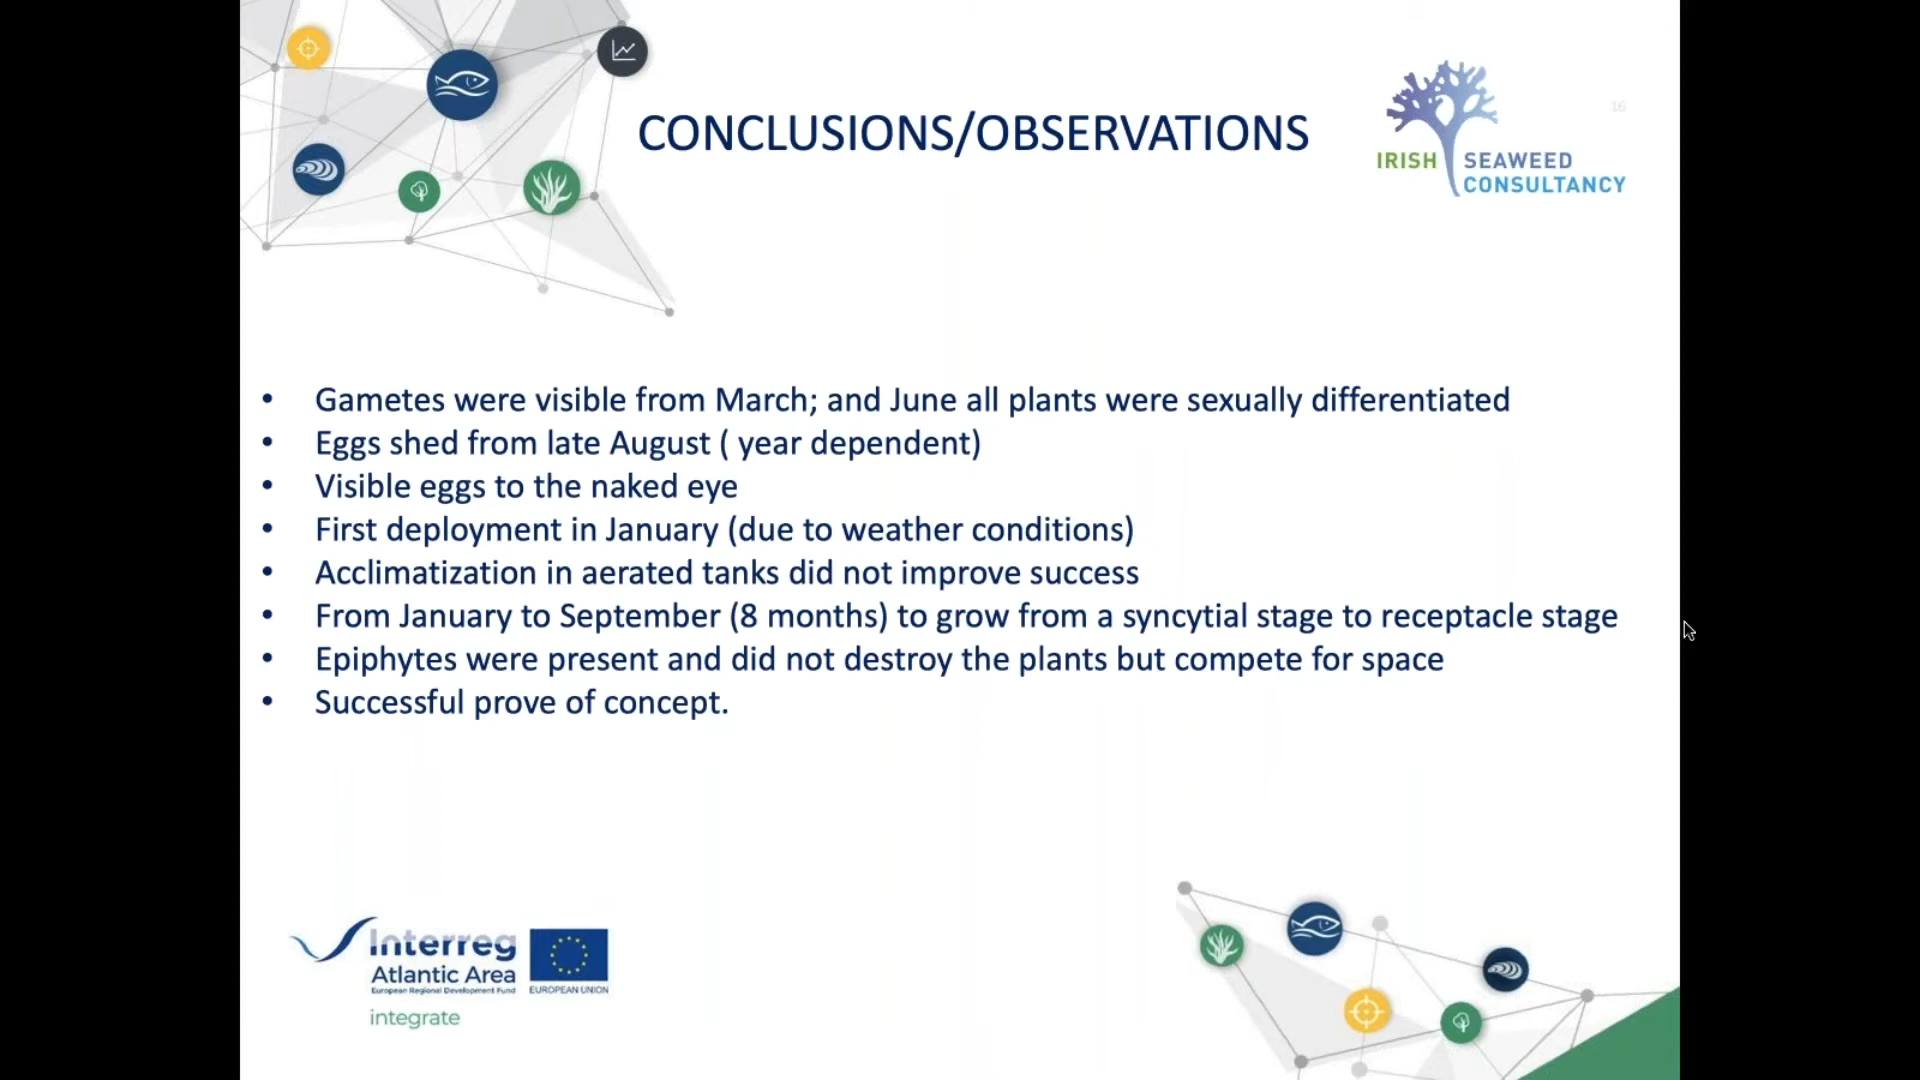 CONCLUSIONS/OBSERVATIONS
IRISH SEAWEED
CONSULTANCY
16
• Gametes were visible from March; and June all plants were sexually differentiated
• Eggs shed from late August ( year dependent)
• Visible eggs to the naked eye
• First deployment in January (due to weather conditions)
• Acclimatization in aerated tanks did not improve success
• From January to September (8 months) to grow from a syncytial stage to receptacle stage
• Epiphytes were present and did not destroy the plants but compete for space
• Successful prove of concept.
Interreg
Atlantic Area
European Regional Development Fund
EUROPEAN UNION
integrate